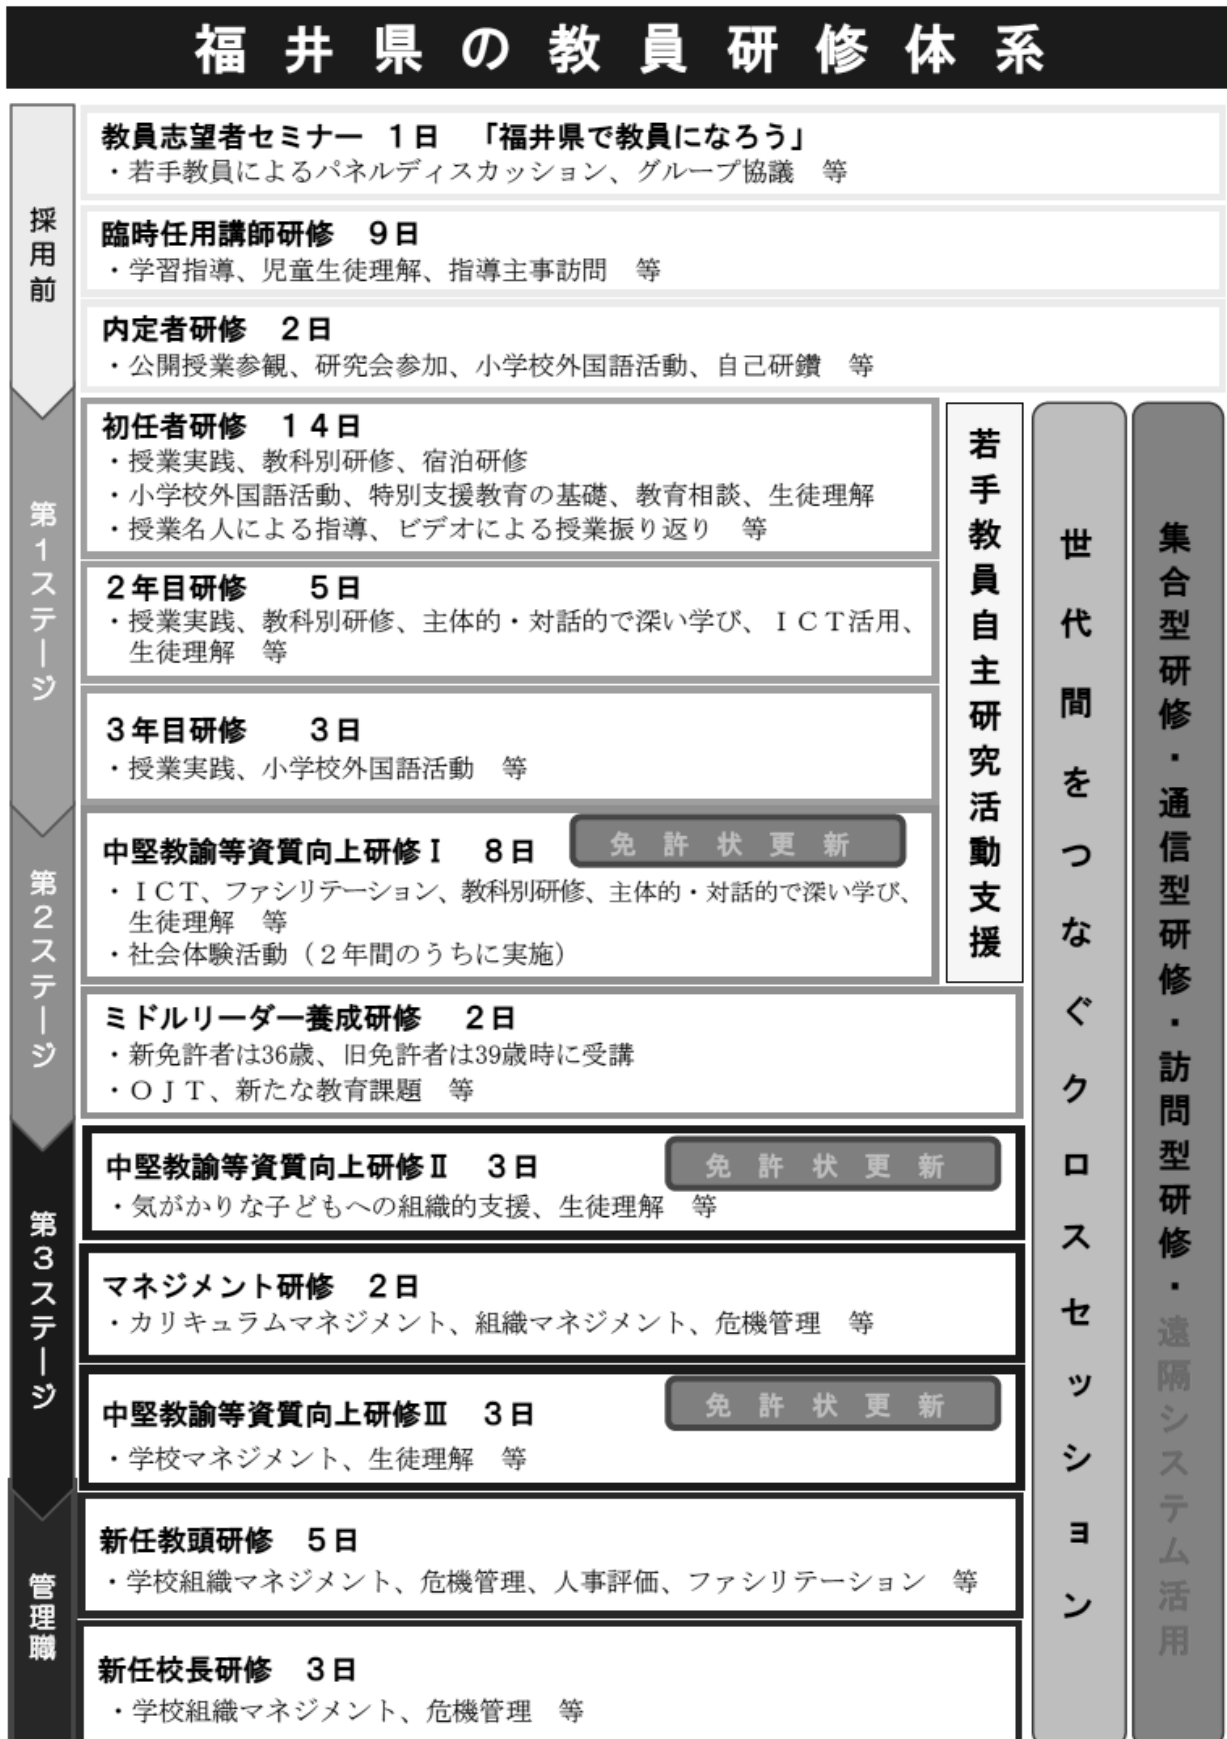 福井県の教員研修体系
採用前
教員志望者セミナー　１日　「福井県で教員になろう」
・若手教員によるパネルディスカッション、グループ協議　等
臨時任用講師研修　９日
・学習指導、児童生徒理解、指導主事訪問　等
内定者研修　２日
・公開授業参観、研究会参加、小学校外国語活動、自己研鑽　等
第１ステージ
初任者研修　１４日
・授業実践、教科別研修、宿泊研修
・小学校外国語活動、特別支援教育の基礎、教育相談、生徒理解
・授業名人による指導、ビデオによる授業振り返り　等
２年目研修　　５日
・授業実践、教科別研修、主体的・対話的で深い学び、ＩＣＴ活用、
生徒理解　等
３年目研修　　３日
・授業実践、小学校外国語活動　等
第２ステージ
中堅教諭等資質向上研修Ⅰ　８日
免許状更新
・ＩＣＴ、ファシリテーション、教科別研修、主体的・対話的で深い学び、
生徒理解　等
・社会体験活動（２年間のうちに実施）
ミドルリーダー養成研修　２日
・新免許者は36歳、旧免許者は39歳時に受講
・ＯＪＴ、新たな教育課題　等
第３ステージ
中堅教諭等資質向上研修Ⅱ　３日
免許状更新
・気がかりな子どもへの組織的支援、生徒理解　等
マネジメント研修　２日
・カリキュラムマネジメント、組織マネジメント、危機管理　等
中堅教諭等資質向上研修Ⅲ　３日
免許状更新
・学校マネジメント、生徒理解　等
管理職
新任教頭研修　５日
・学校組織マネジメント、危機管理、人事評価、ファシリテーション　等
新任校長研修　３日
・学校組織マネジメント、危機管理　等
若手教員自主研究活動支援
世代間をつなぐクロスセッション
集合型研修・通信型研修・訪問型研修・遠隔システム活用